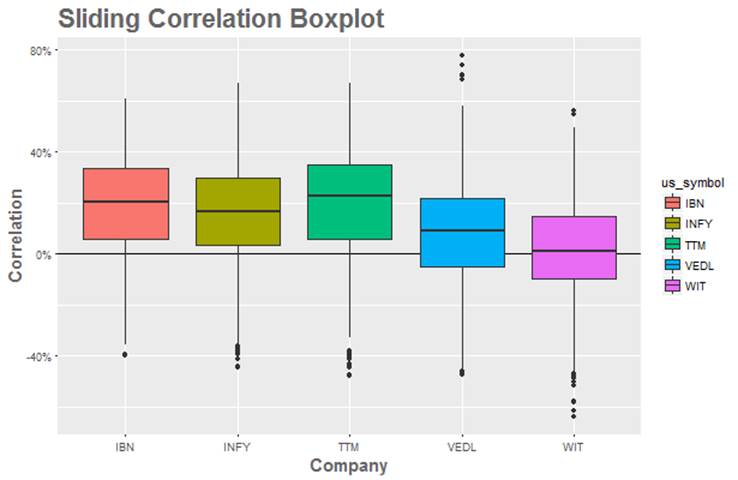 Sliding Correlation Boxplot
80%
40%
0%
-40%
Correlation
IBN
INFY
TTM
VEDL
WIT
Company
us_symbol
IBN
INFY
TTM
VEDL
WIT